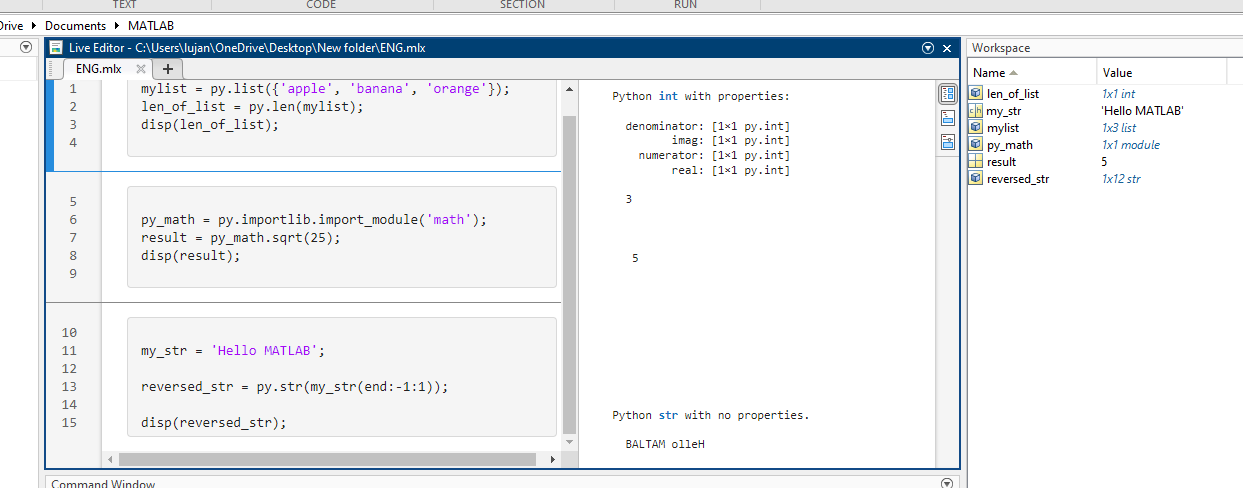 TEXT CODE SECTION RUN
Drive Documents MATLAB
Live Editor - C:\Users\lujan\OneDrive\Desktop\New folder\ENG.mlx
ENG.mlx
1 mylist = py.list({'apple', 'banana', 'orange'});
2 len_of_list = py.len(mylist);
3 disp(len_of_list);
4
5
6 py_math = py.importlib.import_module('math');
7 result = py_math.sqrt(25);
8 disp(result);
9
10
11 my_str = 'Hello MATLAB';
12
13 reversed_str = py.str(my_str(end:-1:1));
14
15 disp(reversed_str);
Python int with properties:
denominator: [1×1 py.int]
imag: [1×1 py.int]
numerator: [1×1 py.int]
real: [1×1 py.int]
3
5
Python str with no properties.
BALTAM olleH
Workspace
Name Value
len_of_list 1x1 int
my_str 'Hello MATLAB'
mylist 1x3 list
py_math 1x1 module
result 5
reversed_str 1x12 str
Command Window